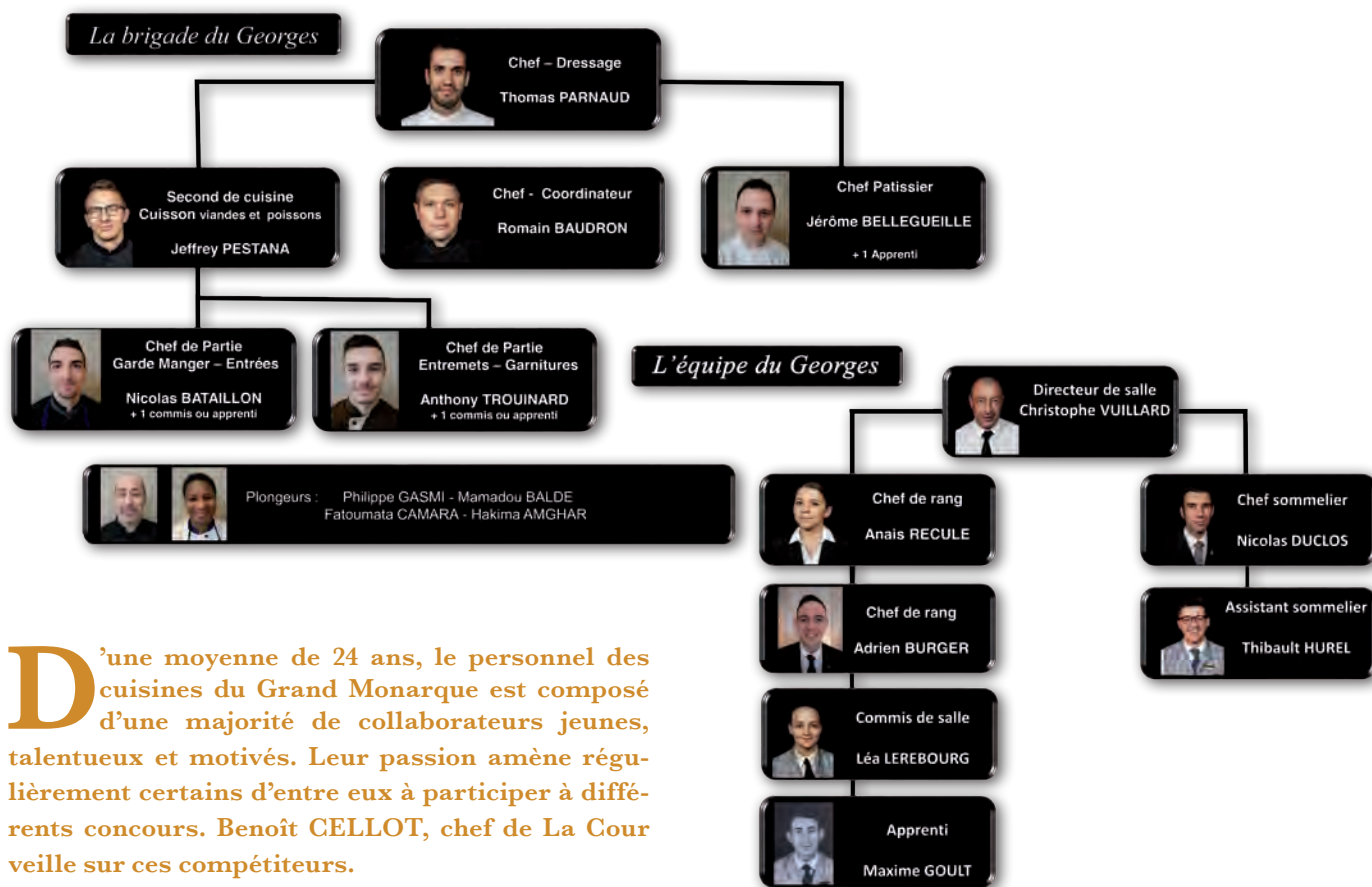 La brigade du Georges
Chef – Dressage
Thomas PARNAUD
Second de cuisine
Cuisson viandes et poissons
Jeffrey PESTANA
Chef - Coordinateur
Romain BAUDRON
Chef Patissier
Jérôme BELLEGUEILLE
+ 1 Apprenti
Chef de Partie
Garde Manger – Entrées
Nicolas BATAILLON
+ 1 commis ou apprenti
Chef de Partie
Entremets – Garnitures
Anthony TROUINARD
+ 1 commis ou apprenti
Plongeurs : Philippe GASMI - Mamadou BALDE
Fatoumata CAMARA - Hakima AMGHAR
L'équipe du Georges
Directeur de salle
Christophe VUILLARD
Chef de rang
Anais RECULE
Chef de rang
Adrien BURGER
Commis de salle
Léa LEREBOURG
Apprenti
Maxime GOULT
Chef sommelier
Nicolas DUCLOS
Assistant sommelier
Thibault HUREL
D'une moyenne de 24 ans, le personnel des
cuisines du Grand Monarque est composé
d'une majorité de collaborateurs jeunes,
talentueux et motivés. Leur passion amène régu-
lièrement certains d'entre eux à participer à diffé-
rents concours. Benoît CELLOT, chef de La Cour
veille sur ces compétiteurs.